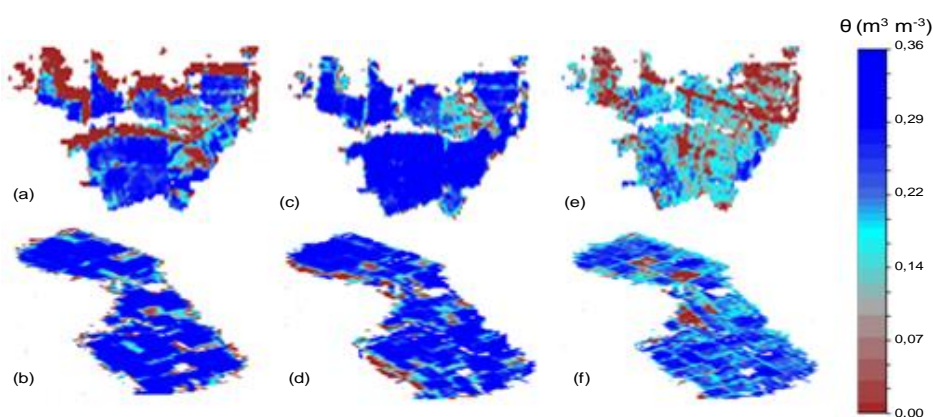 θ (m³ m⁻³)
0,36
0,29
0,22
0,14
0,07
0,00
(a)
(c)
(e)
(b)
(d)
(f)